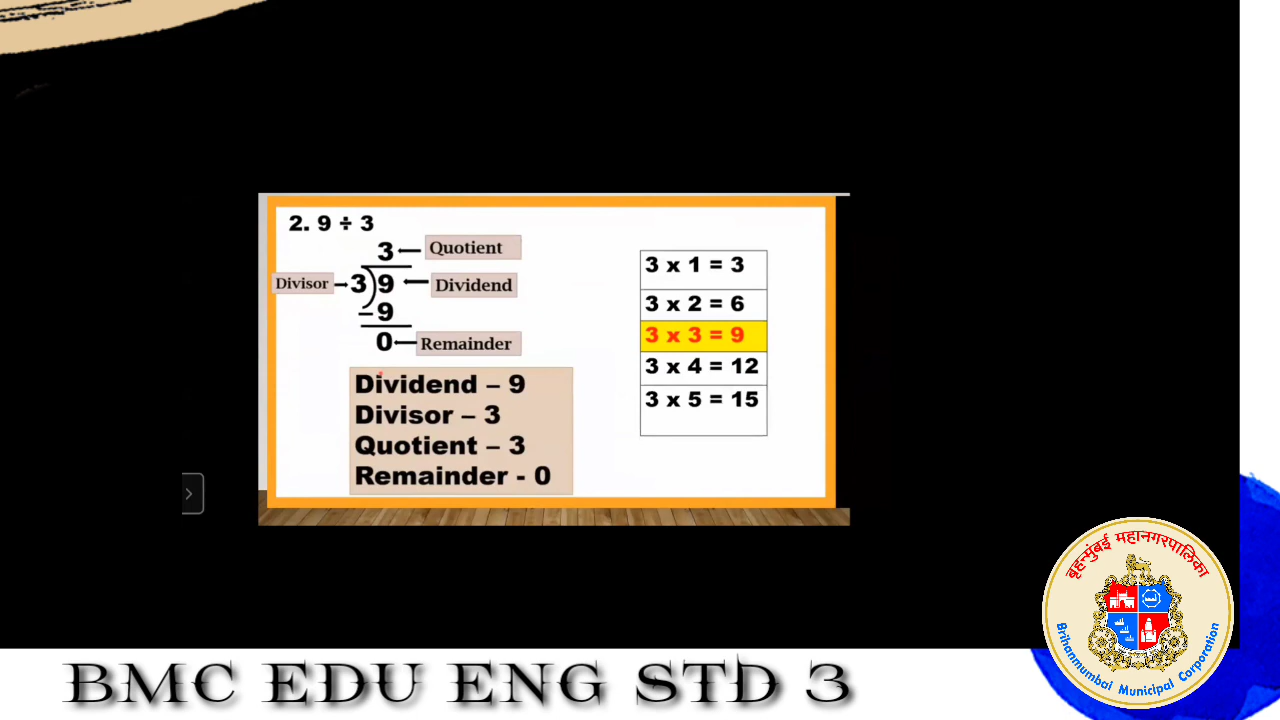 2. 9 ÷ 3
3 Quotient
Divisor 3 9 Dividend
– 9
0 Remainder
Dividend – 9
Divisor – 3
Quotient – 3
Remainder - 0
3 x 1 = 3
3 x 2 = 6
3 x 3 = 9
3 x 4 = 12
3 x 5 = 15
बृहन्मुंबई महानगरपालिका
Brihanmumbai Municipal Corporation
BMC EDU ENG STD 3